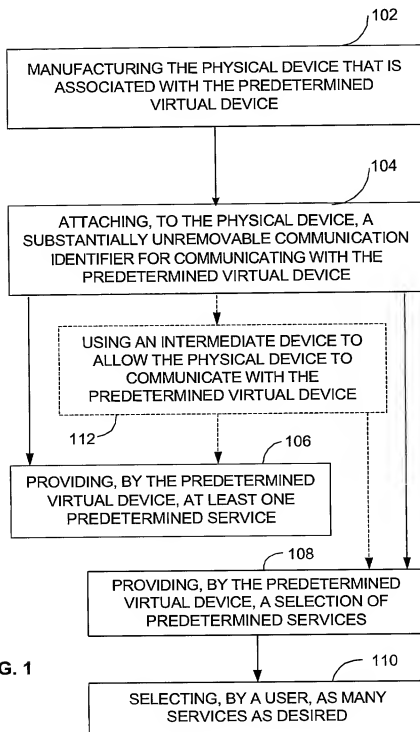 102
MANUFACTURING THE PHYSICAL DEVICE THAT IS
ASSOCIATED WITH THE PREDETERMINED
VIRTUAL DEVICE
104
ATTACHING, TO THE PHYSICAL DEVICE, A
SUBSTANTIALLY UNREMOVABLE COMMUNICATION
IDENTIFIER FOR COMMUNICATING WITH THE
PREDETERMINED VIRTUAL DEVICE
USING AN INTERMEDIATE DEVICE TO
ALLOW THE PHYSICAL DEVICE TO
COMMUNICATE WITH THE
PREDETERMINED VIRTUAL DEVICE
112
106
PROVIDING, BY THE PREDETERMINED
VIRTUAL DEVICE, AT LEAST ONE
PREDETERMINED SERVICE
108
PROVIDING, BY THE PREDETERMINED
VIRTUAL DEVICE, A SELECTION OF
PREDETERMINED SERVICES
G. 1
110
SELECTING, BY A USER, AS MANY
SERVICES AS DESIRED